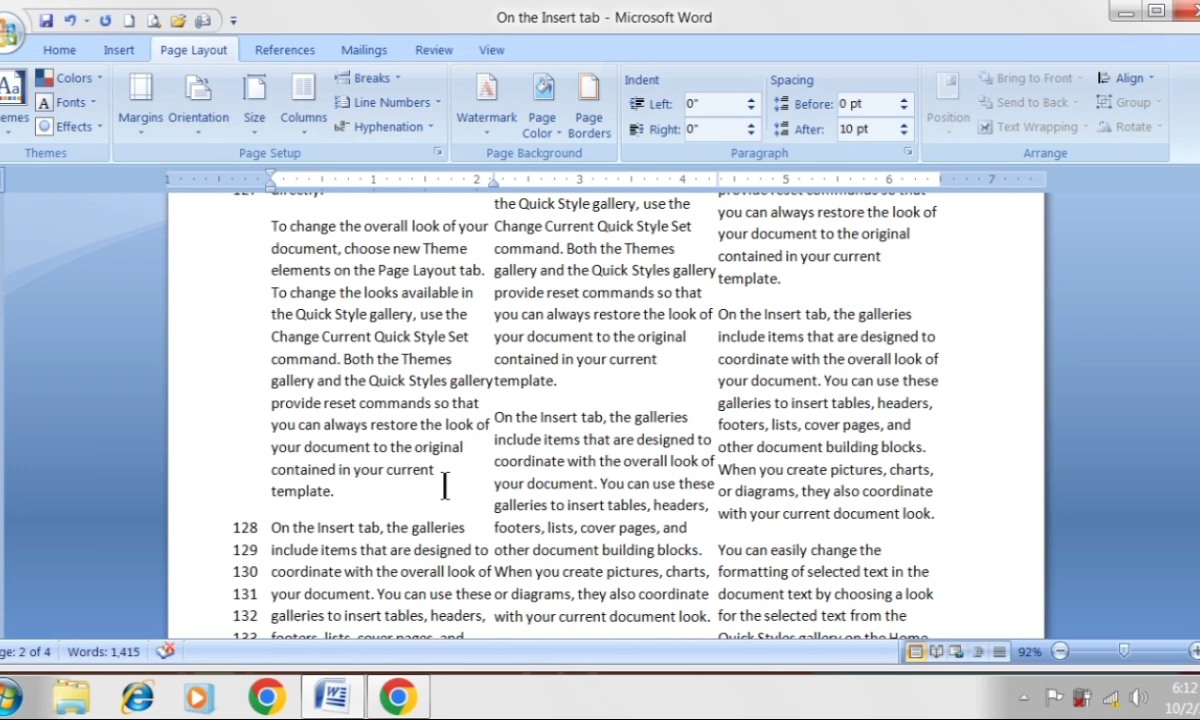 On the Insert tab - Microsoft Word
Home Insert Page Layout References Mailings Review View
Colors
Fonts
Effects
Themes
Margins Orientation Size Columns
Breaks
Line Numbers
Hyphenation
Page Setup
Watermark Page Color Page Borders
Page Background
Indent
Left: 0"
Right: 0"
Spacing
Before: 0 pt
After: 10 pt
Paragraph
Position
Bring to Front
Send to Back
Text Wrapping
Align
Group
Rotate
Arrange
1 1 2 3 4 5 6 7
To change the overall look of your
document, choose new Theme
elements on the Page Layout tab.
To change the looks available in
the Quick Style gallery, use the
Change Current Quick Style Set
command. Both the Themes
gallery and the Quick Styles gallery
provide reset commands so that
you can always restore the look of
your document to the original
contained in your current
template.
128 On the Insert tab, the galleries
129 include items that are designed to
130 coordinate with the overall look of
131 your document. You can use these
132 galleries to insert tables, headers,
133 footers, lists, cover pages, and
the Quick Style gallery, use the
Change Current Quick Style Set
command. Both the Themes
gallery and the Quick Styles gallery
provide reset commands so that
you can always restore the look of
your document to the original
contained in your current
template.
On the Insert tab, the galleries
include items that are designed to
coordinate with the overall look of
your document. You can use these
galleries to insert tables, headers,
footers, lists, cover pages, and
other document building blocks.
When you create pictures, charts,
or diagrams, they also coordinate
with your current document look.
provide reset commands so that
you can always restore the look of
your document to the original
contained in your current
template.
On the Insert tab, the galleries
include items that are designed to
coordinate with the overall look of
your document. You can use these
galleries to insert tables, headers,
footers, lists, cover pages, and
other document building blocks.
When you create pictures, charts,
or diagrams, they also coordinate
with your current document look.
You can easily change the
formatting of selected text in the
document text by choosing a look
for the selected text from the
Quick Styles gallery on the Home
ge: 2 of 4 Words: 1,415 92%
6:12
10/2/